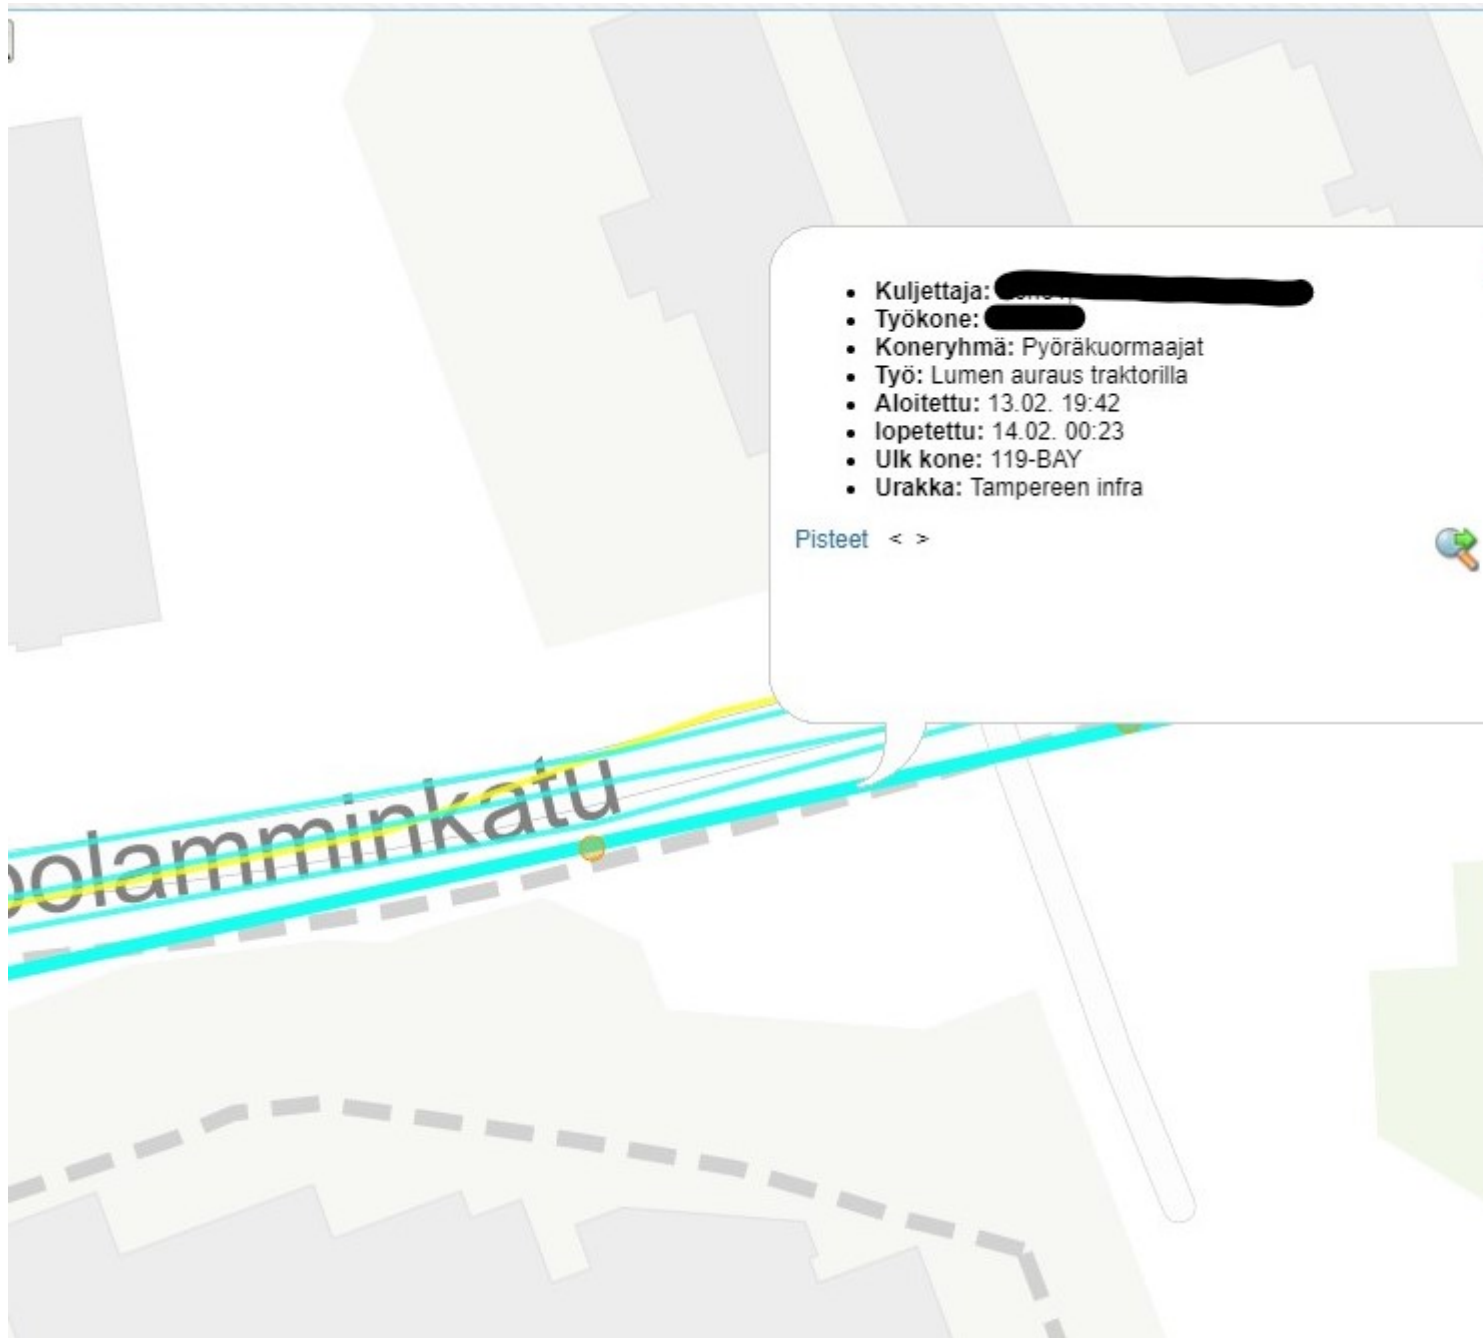 Kuljettaja:
Työkone:
Koneryhmä: Pyöräkuormaajat
Työ: Lumen auraus traktorilla
Aloitettu: 13.02. 19:42
lopetettu: 14.02. 00:23
Ulk kone: 119-BAY
Urakka: Tampereen infra
Pisteet < >
olamminkatu